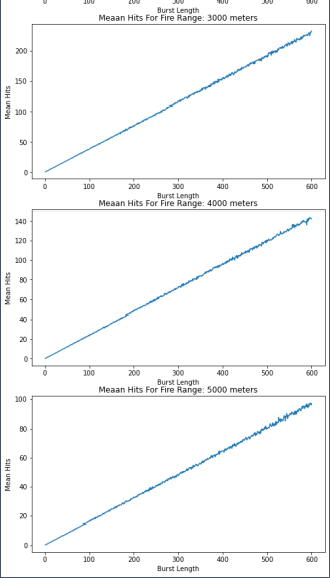 0 100 200 300 400 500 600
Burst Length
Meaan Hits For Fire Range: 3000 meters
200
150
100
50
0
Mean Hits
0 100 200 300 400 500 600
Burst Length
Meaan Hits For Fire Range: 4000 meters
140
120
100
80
60
40
20
0
Mean Hits
0 100 200 300 400 500 600
Burst Length
Meaan Hits For Fire Range: 5000 meters
100
80
60
40
20
0
Mean Hits
0 100 200 300 400 500 600
Burst Length